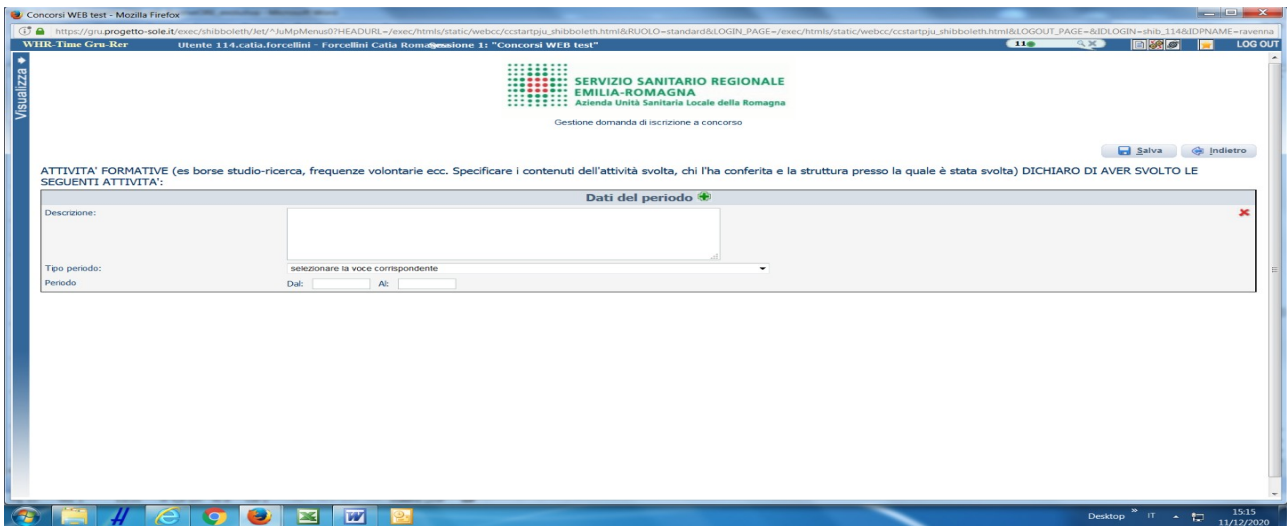 Concorsi WEB test - Mozilla Firefox
https://gru.progetto-sole.it/exec/shibboleth/Jet/^JuMpMenus0?HEADURL=/exec/htmls/static/webcc/ccstartpju_shibboleth.html&RUOLO=standard&LOGIN_PAGE=/exec/htmls/static/webcc/ccstartpju_shibboleth.html&LOGOUT_PAGE=&IDLOGIN=shib_114&IDPNAME=ravenna
WHR-Time Gru-Rer Utente 114.catia.forcellini - Forcellini Catia Sessione 1: "Concorsi WEB test" 11 LOG OUT
Visualizza
SERVIZIO SANITARIO REGIONALE
EMILIA-ROMAGNA
Azienda Unità Sanitaria Locale della Romagna
Gestione domanda di iscrizione a concorso
Salva Indietro
ATTIVITA' FORMATIVE (es borse studio-ricerca, frequenze volontarie ecc. Specificare i contenuti dell'attività svolta, chi l'ha conferita e la struttura presso la quale è stata svolta) DICHIARO DI AVER SVOLTO LE
SEGUENTI ATTIVITA':
Dati del periodo
Descrizione:
Tipo periodo: selezionare la voce corrispondente
Periodo Dal: Al:
Desktop IT 15:15
11/12/2020